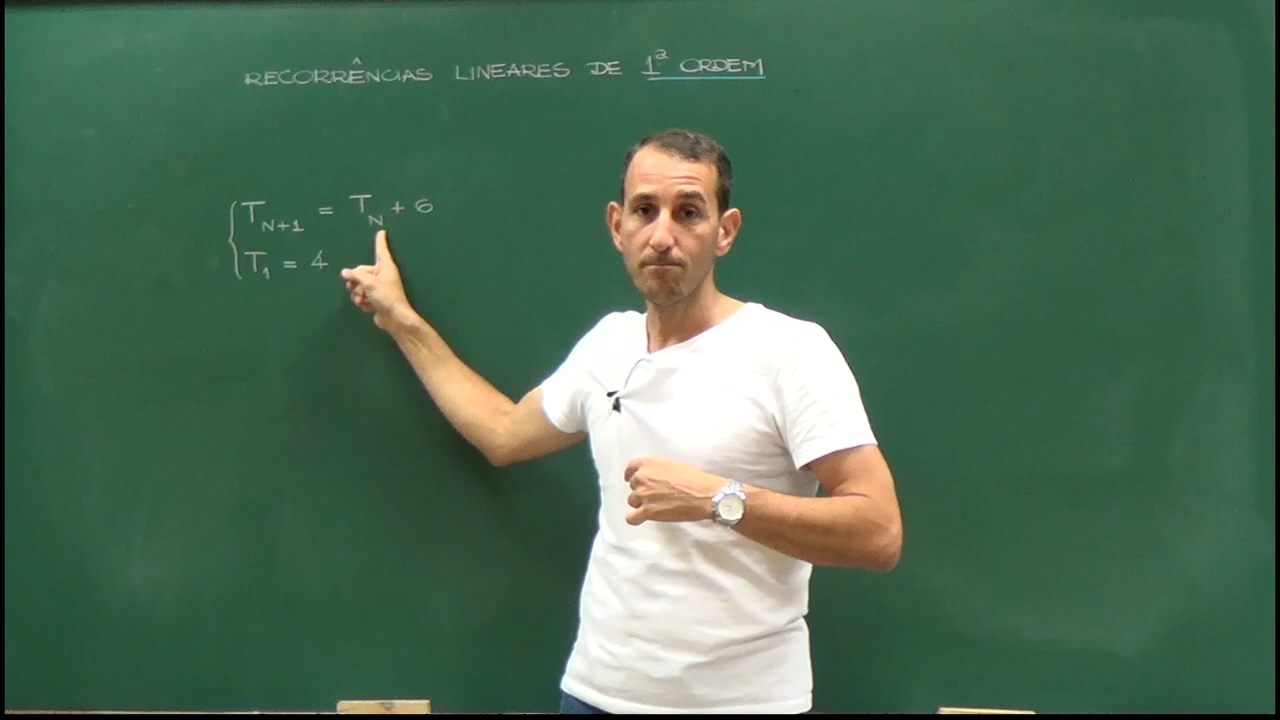 RECORRÊNCIAS LINEARES DE 1ª ORDEM
T_{N+1} = T_N + 6
T_1 = 4